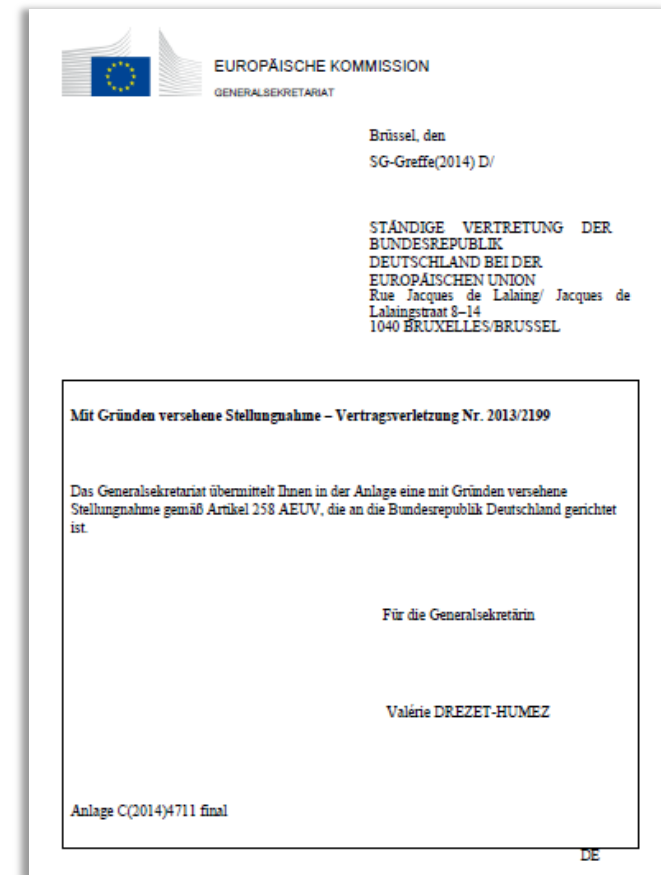 EUROPÄISCHE KOMMISSION
GENERALSEKRETARIAT
Brüssel, den
SG-Greffe(2014) D/
STÄNDIGE VERTRETUNG DER
BUNDESREPUBLIK
DEUTSCHLAND BEI DER
EUROPÄISCHEN UNION
Rue Jacques de Lalaing/ Jacques de
Lalaingstraat 8–14
1040 BRUXELLES/BRUSSEL
Mit Gründen versehene Stellungnahme – Vertragsverletzung Nr. 2013/2199
Das Generalsekretariat übermittelt Ihnen in der Anlage eine mit Gründen versehene
Stellungnahme gemäß Artikel 258 AEUV, die an die Bundesrepublik Deutschland gerichtet
ist.
Für die Generalsekretärin
Valérie DREZET-HUMEZ
Anlage C(2014)4711 final
DE